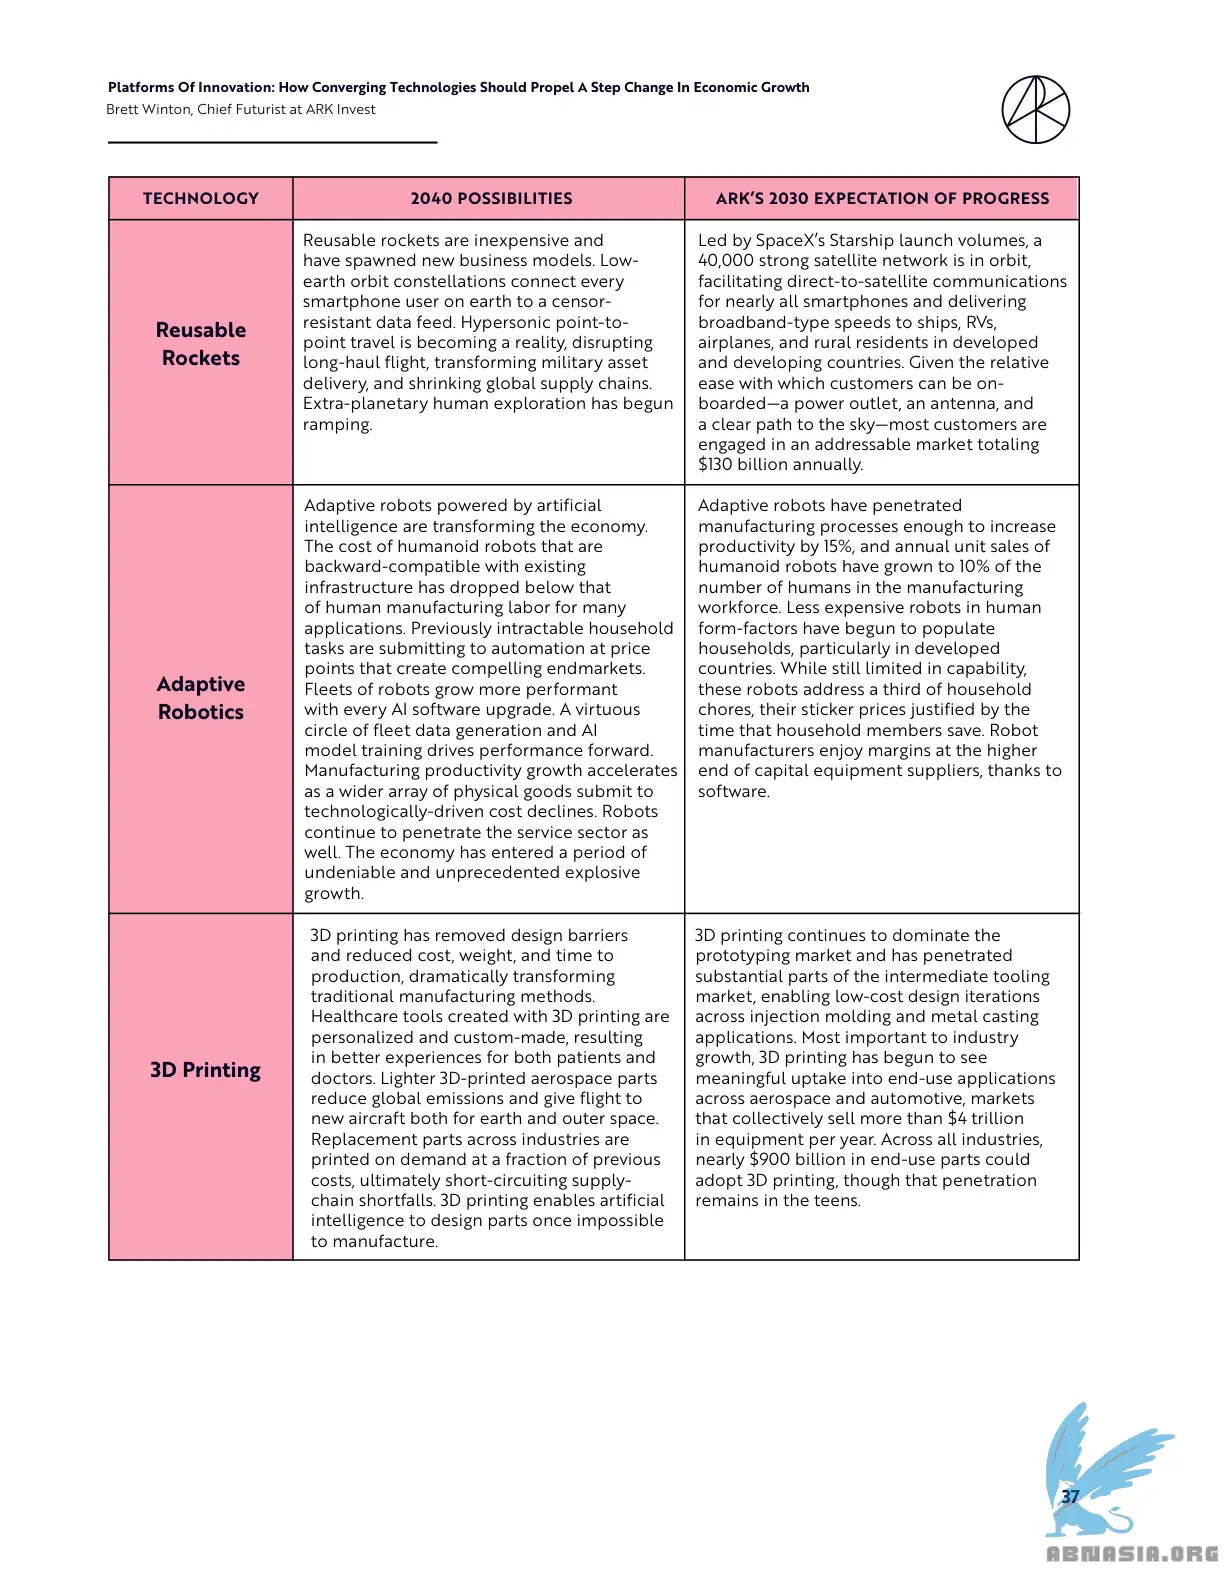 Platforms Of Innovation: How Converging Technologies Should Propel A Step Change In Economic Growth
Brett Winton, Chief Futurist at ARK Invest
TECHNOLOGY
2040 POSSIBILITIES
ARK'S 2030 EXPECTATION OF PROGRESS
Reusable
Rockets
Reusable rockets are inexpensive and
have spawned new business models. Low-
earth orbit constellations connect every
smartphone user on earth to a censor-
resistant data feed. Hypersonic point-to-
point travel is becoming a reality, disrupting
long-haul flight, transforming military asset
delivery, and shrinking global supply chains.
Extra-planetary human exploration has begun
ramping.
Led by SpaceX's Starship launch volumes, a
40,000 strong satellite network is in orbit,
facilitating direct-to-satellite communications
for nearly all smartphones and delivering
broadband-type speeds to ships, RVs,
airplanes, and rural residents in developed
and developing countries. Given the relative
ease with which customers can be on-
boarded—a power outlet, an antenna, and
a clear path to the sky—most customers are
engaged in an addressable market totaling
$130 billion annually.
Adaptive
Robotics
Adaptive robots powered by artificial
intelligence are transforming the economy.
The cost of humanoid robots that are
backward-compatible with existing
infrastructure has dropped below that
of human manufacturing labor for many
applications. Previously intractable household
tasks are submitting to automation at price
points that create compelling endmarkets.
Fleets of robots grow more performant
with every AI software upgrade. A virtuous
circle of fleet data generation and AI
model training drives performance forward.
Manufacturing productivity growth accelerates
as a wider array of physical goods submit to
technologically-driven cost declines. Robots
continue to penetrate the service sector as
well. The economy has entered a period of
undeniable and unprecedented explosive
growth.
Adaptive robots have penetrated
manufacturing processes enough to increase
productivity by 15%, and annual unit sales of
humanoid robots have grown to 10% of the
number of humans in the manufacturing
workforce. Less expensive robots in human
form-factors have begun to populate
households, particularly in developed
countries. While still limited in capability,
these robots address a third of household
chores, their sticker prices justified by the
time that household members save. Robot
manufacturers enjoy margins at the higher
end of capital equipment suppliers, thanks to
software.
3D Printing
3D printing has removed design barriers
and reduced cost, weight, and time to
production, dramatically transforming
traditional manufacturing methods.
Healthcare tools created with 3D printing are
personalized and custom-made, resulting
in better experiences for both patients and
doctors. Lighter 3D-printed aerospace parts
reduce global emissions and give flight to
new aircraft both for earth and outer space.
Replacement parts across industries are
printed on demand at a fraction of previous
costs, ultimately short-circuiting supply-
chain shortfalls. 3D printing enables artificial
intelligence to design parts once impossible
to manufacture.
3D printing continues to dominate the
prototyping market and has penetrated
substantial parts of the intermediate tooling
market, enabling low-cost design iterations
across injection molding and metal casting
applications. Most important to industry
growth, 3D printing has begun to see
meaningful uptake into end-use applications
across aerospace and automotive, markets
that collectively sell more than $4 trillion
in equipment per year. Across all industries,
nearly $900 billion in end-use parts could
adopt 3D printing, though that penetration
remains in the teens.
37
ABNASIA.ORG